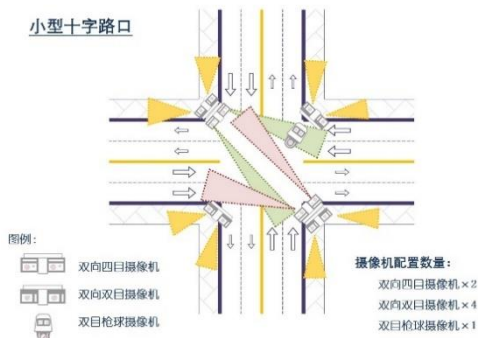 小型十字路口
图例：
双向四目摄像机
双向双目摄像机
双目枪球摄像机
摄像机配置数量：
双向四目摄像机×2
双向双目摄像机×4
双目枪球摄像机×1